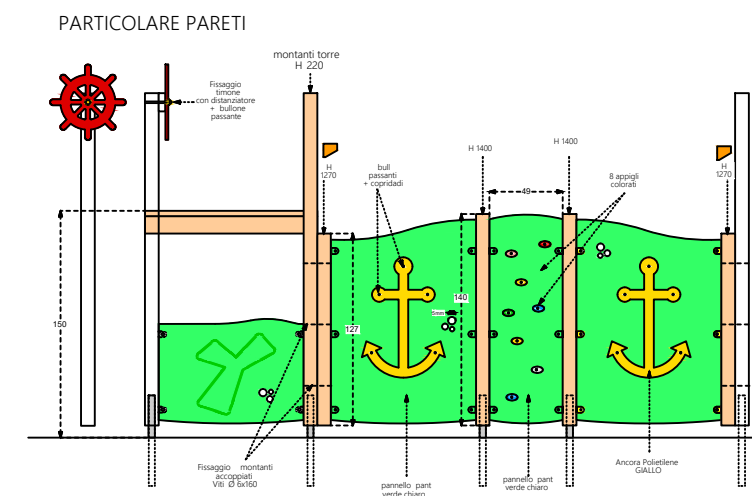 PARTICOLARE PARETI
montanti torre
H 220
Fissaggio
timone
con distanziatore
+ bullone
passante
H
1270
bull
passanti
+ copridadi
H 1400
H 1400
8 appigli
colorati
H
1270
49
150
127
140
5mm
Fissaggio montanti
accoppiati
Viti Ø 6x160
pannello pant
verde chiaro
pannello pant
verde chiaro
Ancora Polietilene
GIALLO